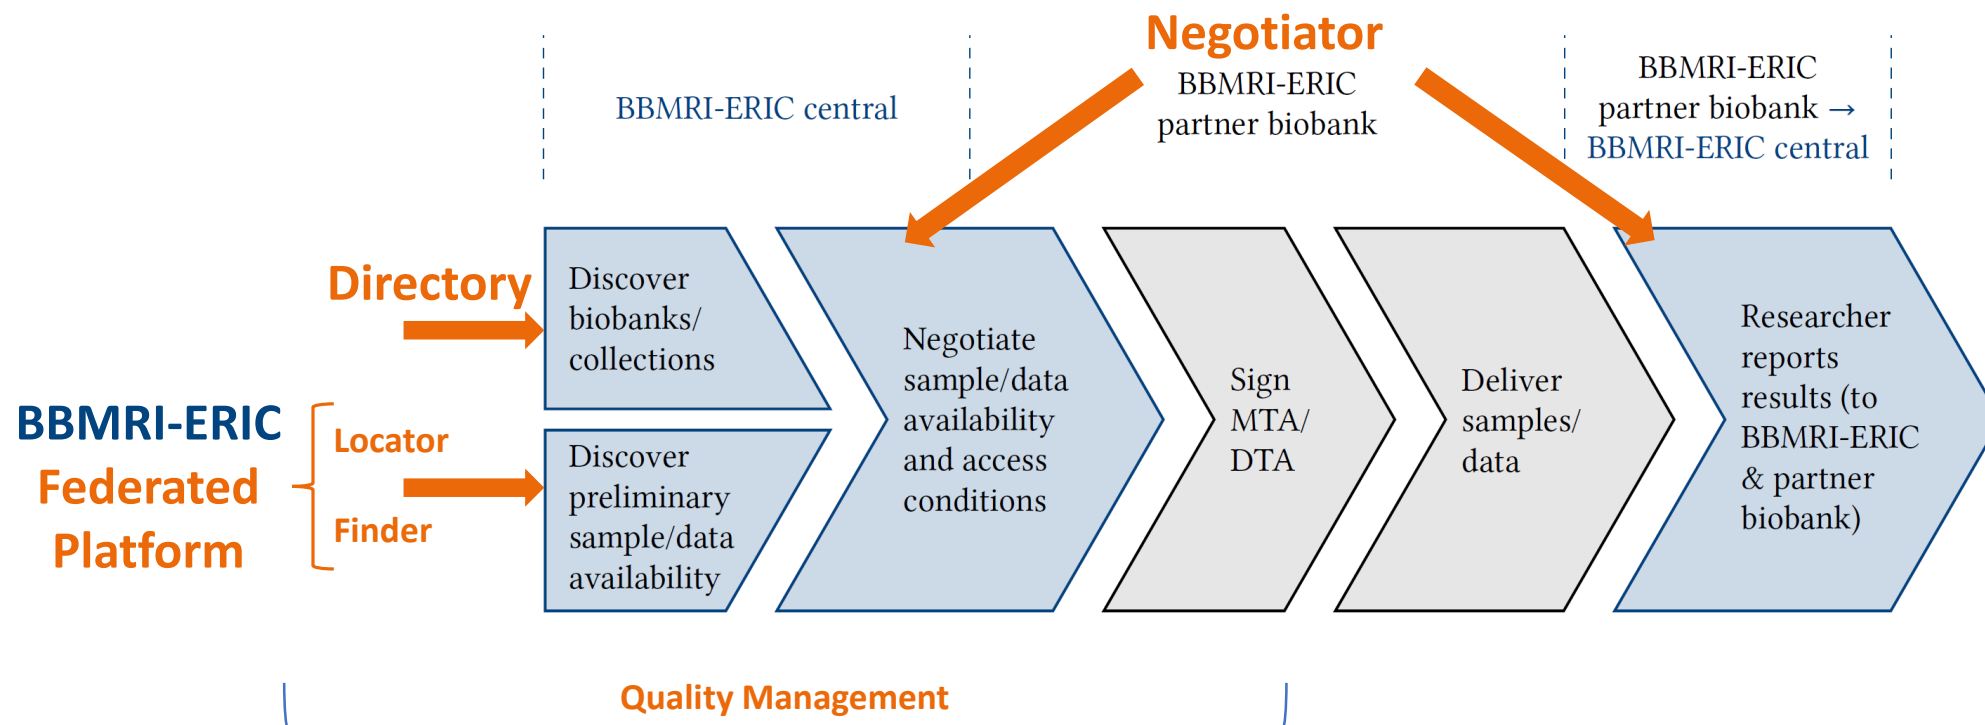 Negotiator
BBMRI-ERIC central
BBMRI-ERIC
partner biobank
BBMRI-ERIC
partner biobank →
BBMRI-ERIC central
Directory
BBMRI-ERIC
Federated
Platform
Locator
Finder
Discover
biobanks/
collections
Discover
preliminary
sample/data
availability
Negotiate
sample/data
availability
and access
conditions
Sign
MTA/
DTA
Deliver
samples/
data
Researcher
reports
results (to
BBMRI-ERIC
& partner
biobank)
Quality Management